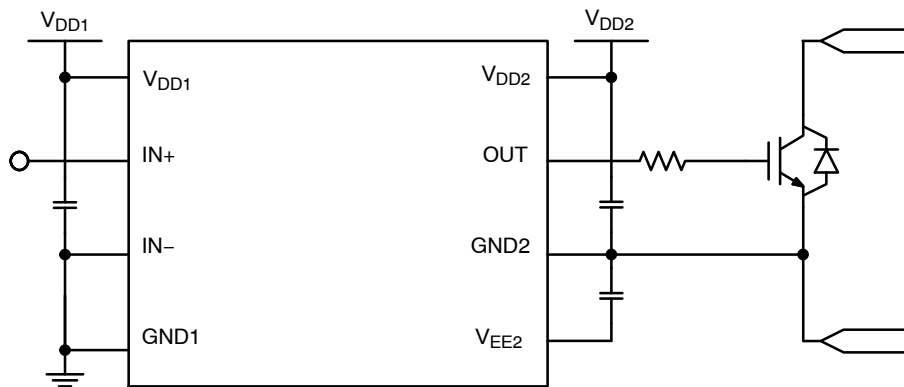 VDD1
VDD2
VDD1
VDD2
IN+
OUT
IN−
GND2
GND1
VEE2